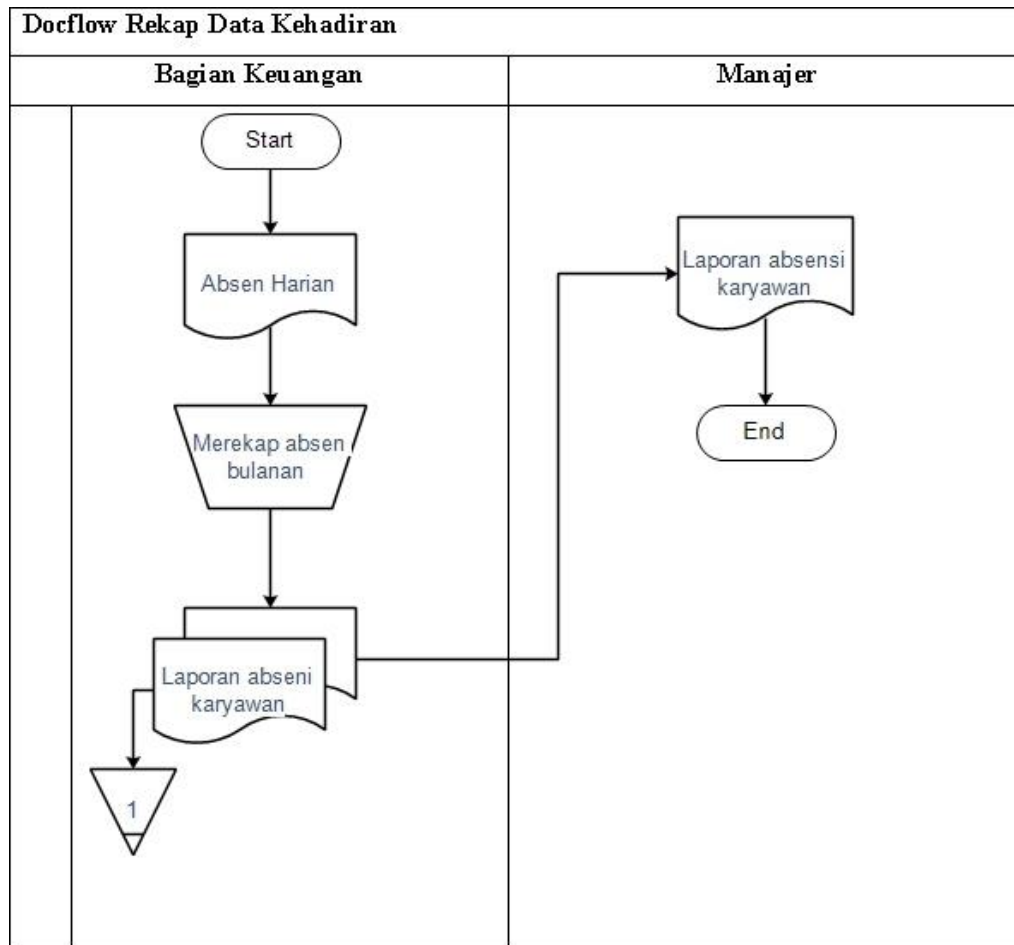 Docflow Rekap Data Kehadiran
Bagian Keuangan
Manajer
Start
Absen Harian
Merekap absen
bulanan
Laporan abseni
karyawan
1
Laporan absensi
karyawan
End